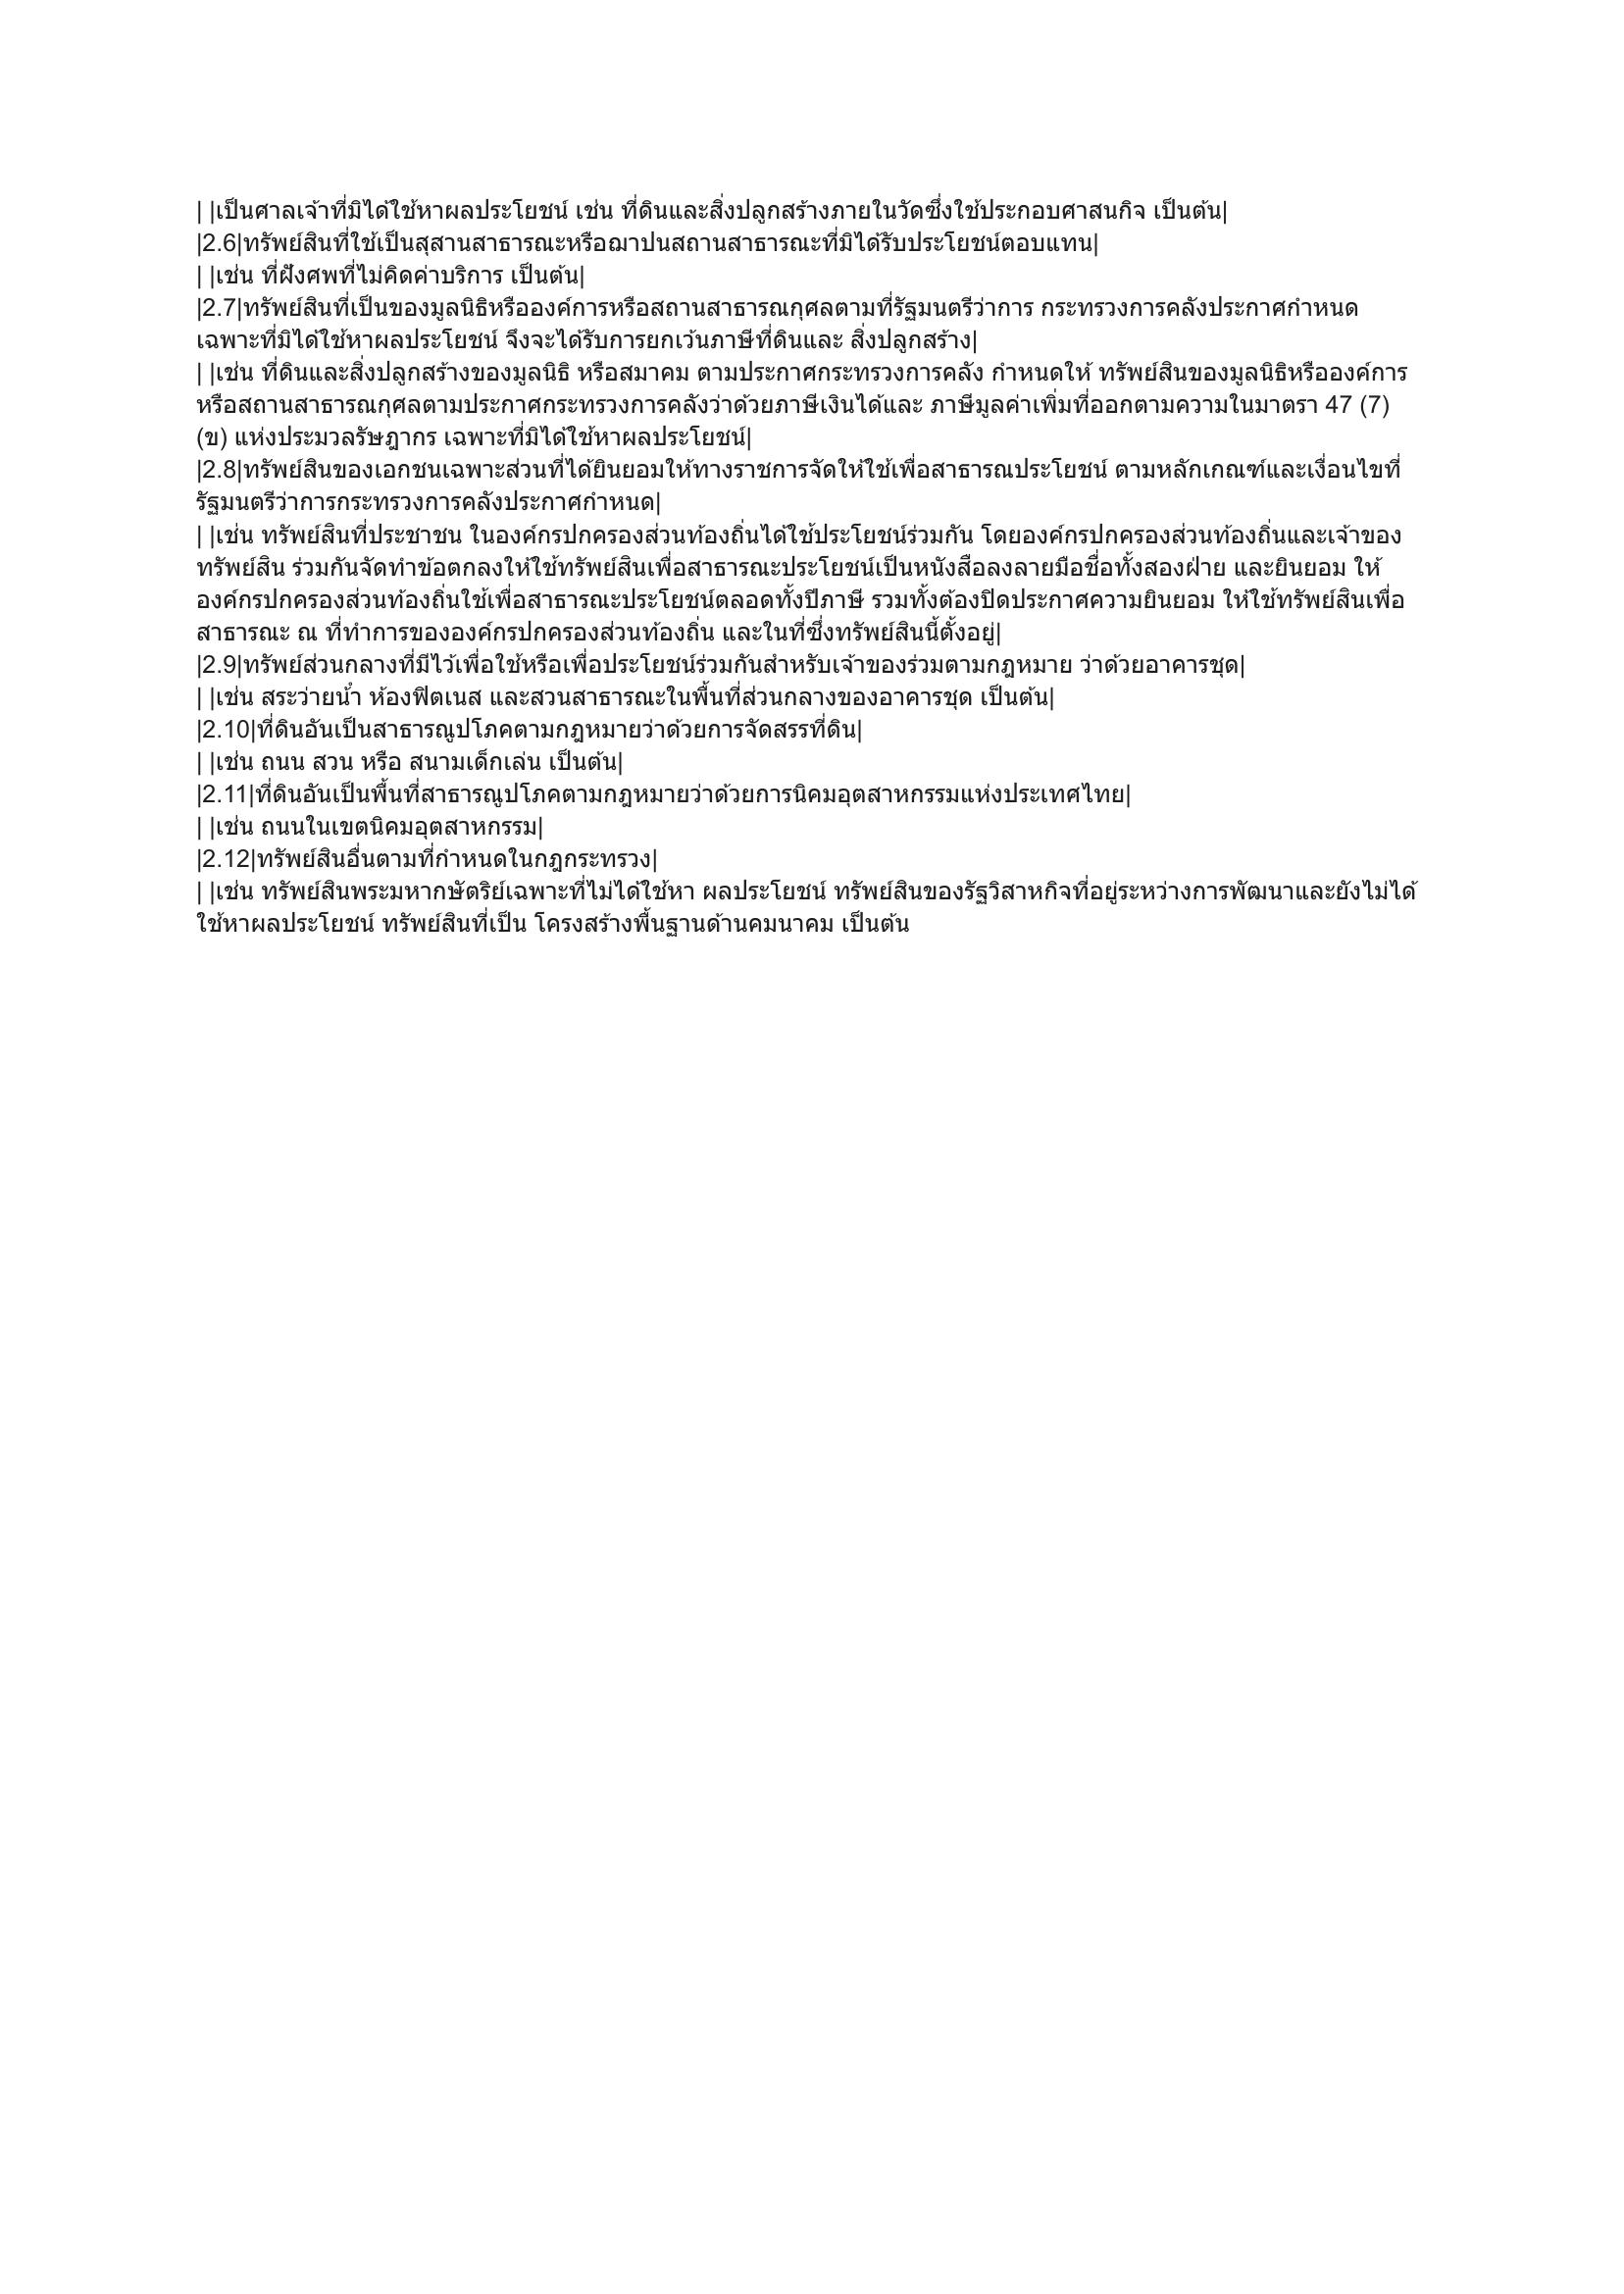 | |เป็นศาลเจ้าที่มิได้ใช้หาผลประโยชน์ เช่น ที่ดินและสิ่งปลูกสร้างภายในวัดซึ่งใช้ประกอบศาสนกิจ เป็นต้น|
|2.6|ทรัพย์สินที่ใช้เป็นสุสานสาธารณะหรือฌาปนสถานสาธารณะที่มิได้รับประโยชน์ตอบแทน|
| |เช่น ที่ฝังศพที่ไม่คิดค่าบริการ เป็นต้น|
|2.7|ทรัพย์สินที่เป็นของมูลนิธิหรือองค์การหรือสถานสาธารณกุศลตามที่รัฐมนตรีว่าการ กระทรวงการคลังประกาศกำหนด
เฉพาะที่มิได้ใช้หาผลประโยชน์ จึงจะได้รับการยกเว้นภาษีที่ดินและ สิ่งปลูกสร้าง|
| |เช่น ที่ดินและสิ่งปลูกสร้างของมูลนิธิ หรือสมาคม ตามประกาศกระทรวงการคลัง กำหนดให้ ทรัพย์สินของมูลนิธิหรือองค์การ
หรือสถานสาธารณกุศลตามประกาศกระทรวงการคลังว่าด้วยภาษีเงินได้และ ภาษีมูลค่าเพิ่มที่ออกตามความในมาตรา 47 (7)
(ข) แห่งประมวลรัษฎากร เฉพาะที่มิได้ใช้หาผลประโยชน์|
|2.8|ทรัพย์สินของเอกชนเฉพาะส่วนที่ได้ยินยอมให้ทางราชการจัดให้ใช้เพื่อสาธารณประโยชน์ ตามหลักเกณฑ์และเงื่อนไขที่
รัฐมนตรีว่าการกระทรวงการคลังประกาศกำหนด|
| |เช่น ทรัพย์สินที่ประชาชน ในองค์กรปกครองส่วนท้องถิ่นได้ใช้ประโยชน์ร่วมกัน โดยองค์กรปกครองส่วนท้องถิ่นและเจ้าของ
ทรัพย์สิน ร่วมกันจัดทำข้อตกลงให้ใช้ทรัพย์สินเพื่อสาธารณะประโยชน์เป็นหนังสือลงลายมือชื่อทั้งสองฝ่าย และยินยอม ให้
องค์กรปกครองส่วนท้องถิ่นใช้เพื่อสาธารณะประโยชน์ตลอดทั้งปีภาษี รวมทั้งต้องปิดประกาศความยินยอม ให้ใช้ทรัพย์สินเพื่อ
สาธารณะ ณ ที่ทำการขององค์กรปกครองส่วนท้องถิ่น และในที่ซึ่งทรัพย์สินนี้ตั้งอยู่|
|2.9|ทรัพย์ส่วนกลางที่มีไว้เพื่อใช้หรือเพื่อประโยชน์ร่วมกันสำหรับเจ้าของร่วมตามกฎหมาย ว่าด้วยอาคารชุด|
| |เช่น สระว่ายน้ำ ห้องฟิตเนส และสวนสาธารณะในพื้นที่ส่วนกลางของอาคารชุด เป็นต้น|
|2.10|ที่ดินอันเป็นสาธารณูปโภคตามกฎหมายว่าด้วยการจัดสรรที่ดิน|
| |เช่น ถนน สวน หรือ สนามเด็กเล่น เป็นต้น|
|2.11|ที่ดินอันเป็นพื้นที่สาธารณูปโภคตามกฎหมายว่าด้วยการนิคมอุตสาหกรรมแห่งประเทศไทย|
| |เช่น ถนนในเขตนิคมอุตสาหกรรม|
|2.12|ทรัพย์สินอื่นตามที่กำหนดในกฎกระทรวง|
| |เช่น ทรัพย์สินพระมหากษัตริย์เฉพาะที่ไม่ได้ใช้หา ผลประโยชน์ ทรัพย์สินของรัฐวิสาหกิจที่อยู่ระหว่างการพัฒนาและยังไม่ได้
ใช้หาผลประโยชน์ ทรัพย์สินที่เป็น โครงสร้างพื้นฐานด้านคมนาคม เป็นต้น